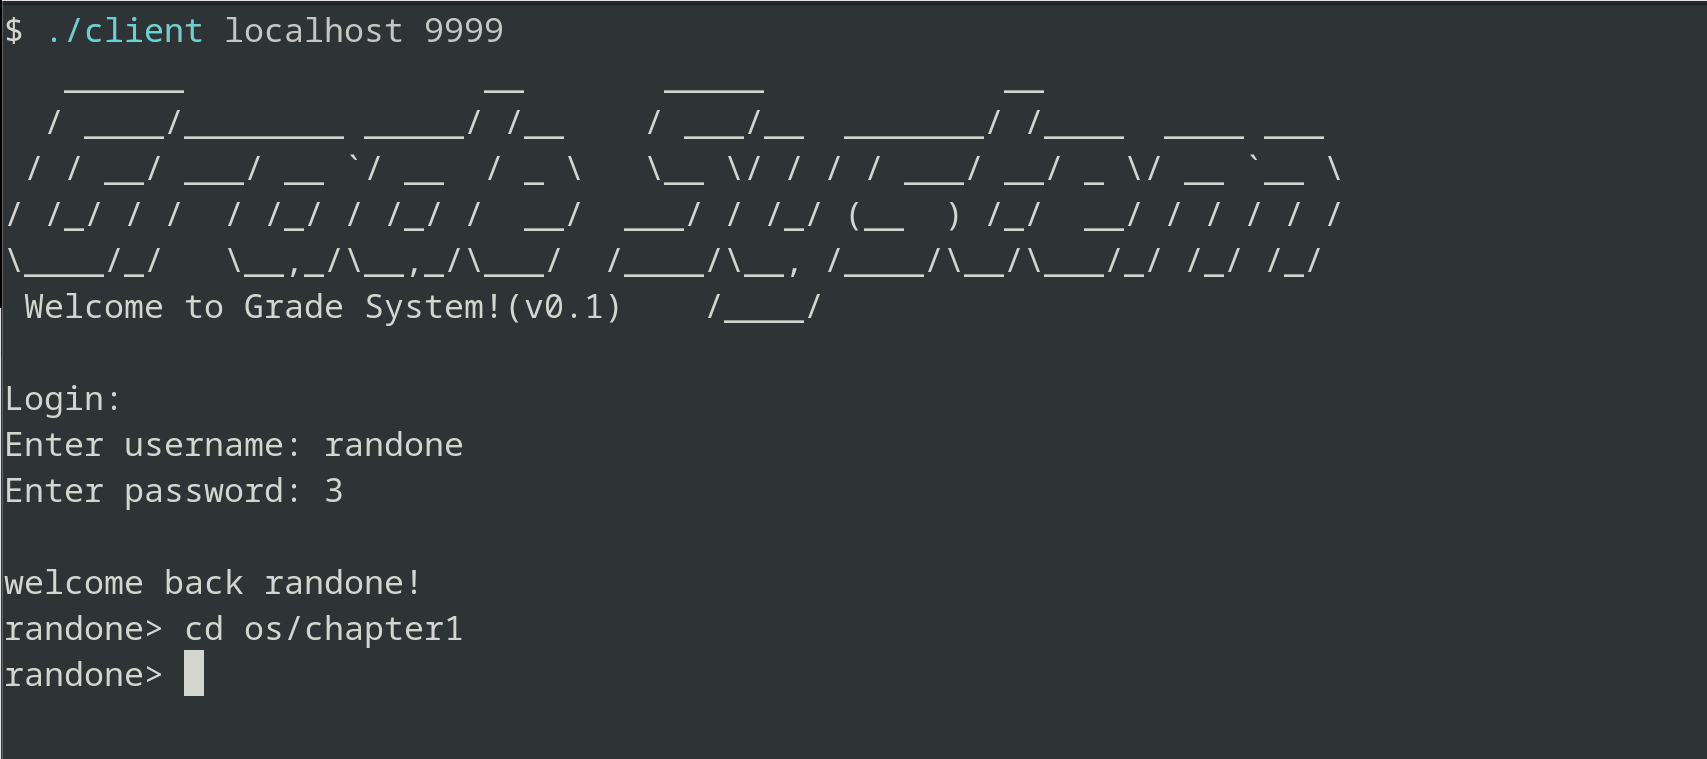 $ ./client localhost 9999
   ______               __       _____            __
  / ____/________ _____/ /__    / ___/__  _______/ /____  ____ ___
 / / __/ ___/ __ `/ __  / _ \   \__ \/ / / / ___/ __/ _ \/ __ `__ \
/ /_/ / /  / /_/ / /_/ /  __/  ___/ / /_/ (__  ) /_/  __/ / / / / /
\____/_/   \__,_/\__,_/\___/  /____/\__, /____/\__/\___/_/ /_/ /_/
 Welcome to Grade System!(v0.1)    /____/
Login:
Enter username: randone
Enter password: 3
welcome back randone!
randone> cd os/chapter1
randone>